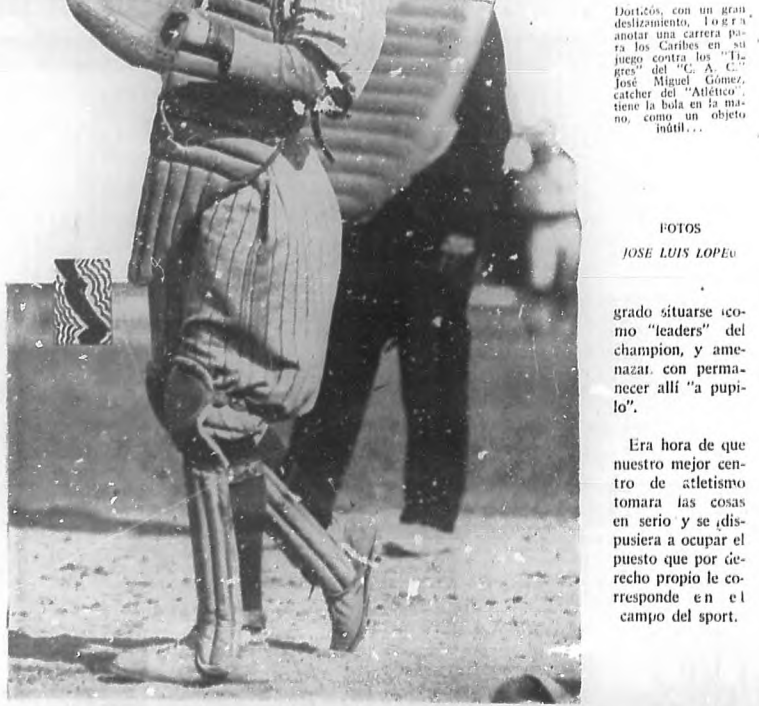 Dorticós, con un gran
deslizamiento, logra
anotar una carrera pa-
ra los Caribes en su
juego contra los "Ti-
gres" del "C. A. C."
José Miguel Gómez,
catcher del "Atlético",
tiene la bola en la ma-
no, como un objeto
inútil...
FOTOS
JOSE LUIS LOPEZ
grado situarse co-
mo "leaders" del
champion, y ame-
nazar con perma-
necer allí "a pupi-
lo".
Era hora de que
nuestro mejor cen-
tro de atletismo
tomara las cosas
en serio y se dis-
pusiera a ocupar el
puesto que por de-
recho propio le co-
rresponde en el
campo del sport.